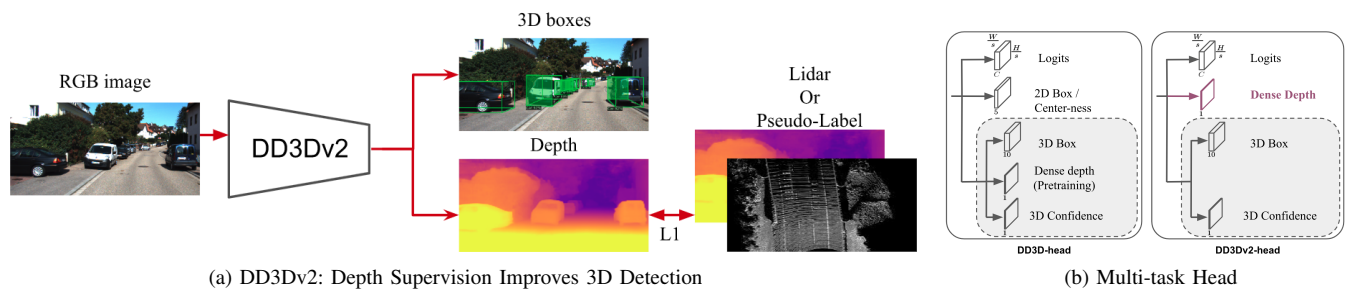 RGB image
DD3Dv2
3D boxes
Depth
L1
Lidar
Or
Pseudo-Label
(a) DD3Dv2: Depth Supervision Improves 3D Detection
W
s
H
s
C
Logits
2D Box /
Center-ness
5
3D Box
10
Dense depth
(Pretraining)
1
3D Confidence
1
DD3D-head
W
s
H
s
C
Logits
Dense Depth
1
3D Box
10
3D Confidence
1
DD3Dv2-head
(b) Multi-task Head